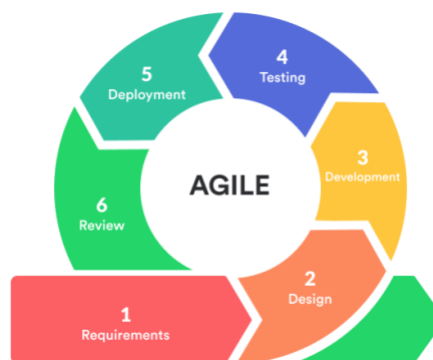 AGILE
1
Requirements
2
Design
3
Development
4
Testing
5
Deployment
6
Review